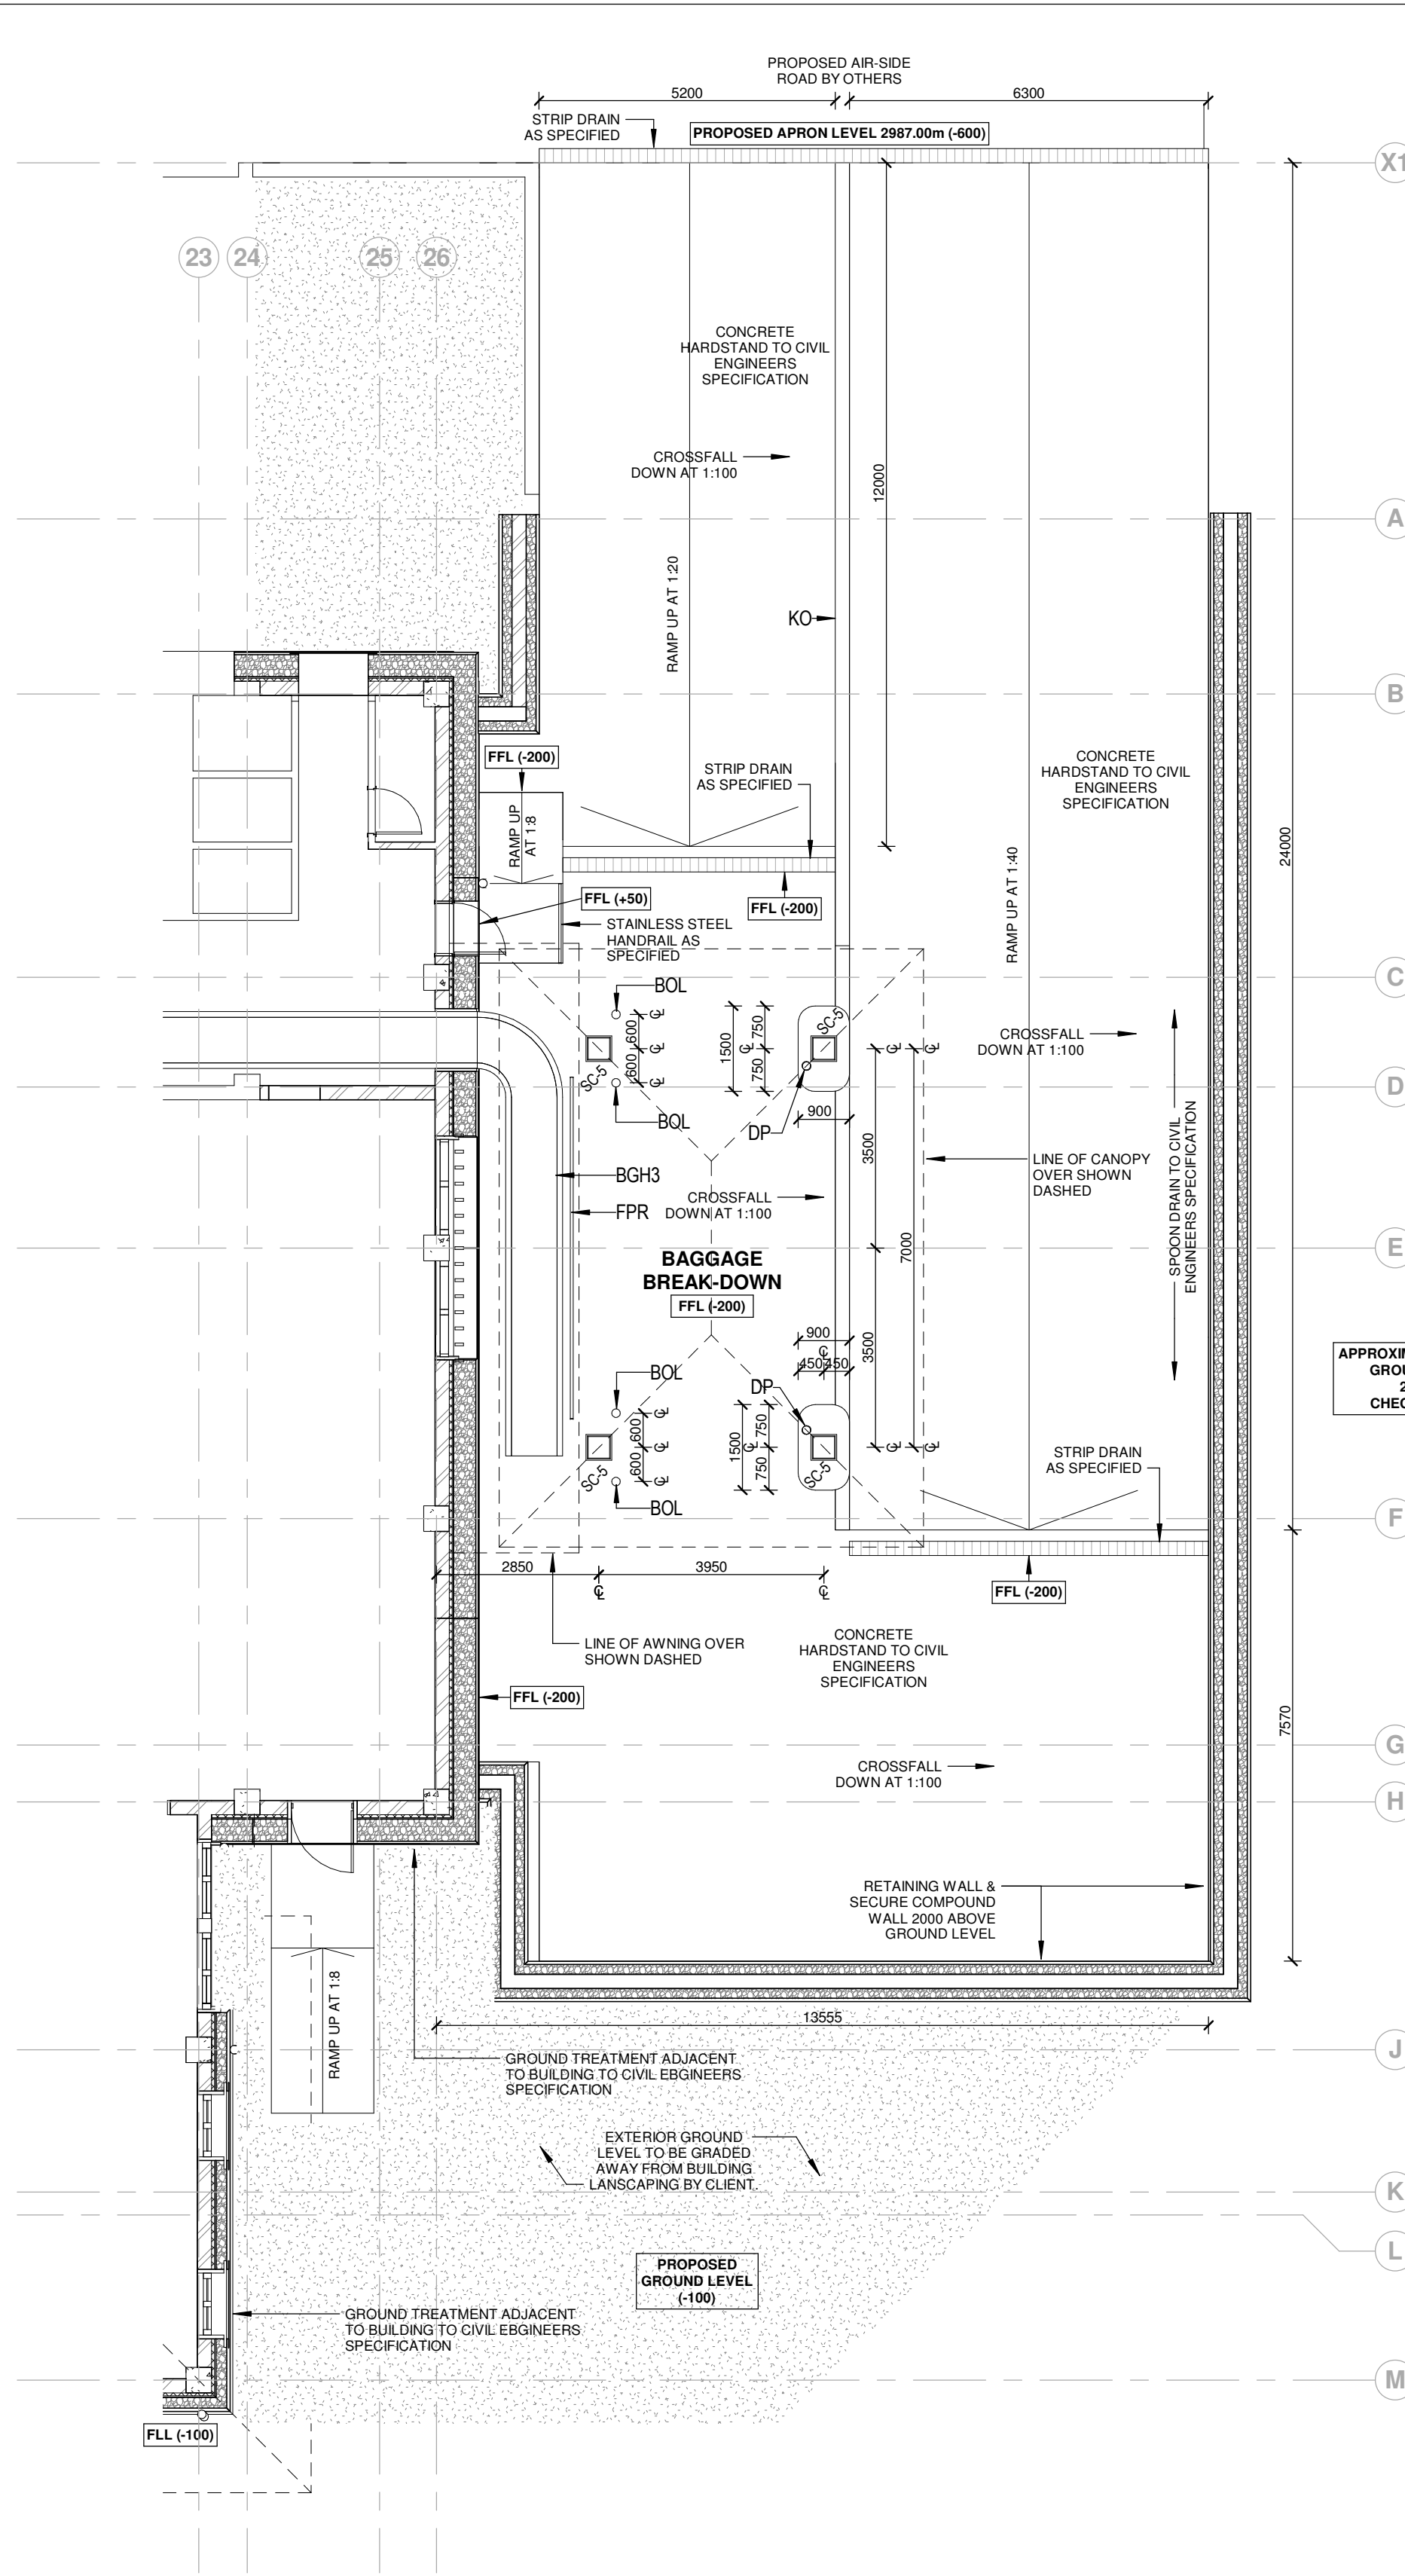 PROPOSED AIR-SIDE
ROAD BY OTHERS
5200
6300
STRIP DRAIN
AS SPECIFIED
PROPOSED APRON LEVEL 2987.00m (-600)
X1
23
24
25
26
CONCRETE
HARDSTAND TO CIVIL
ENGINEERS
SPECIFICATION
CROSSFALL
DOWN AT 1:100
12000
A
RAMP UP AT 1:20
KO
B
FFL (-200)
STRIP DRAIN
AS SPECIFIED
CONCRETE
HARDSTAND TO CIVIL
ENGINEERS
SPECIFICATION
RAMP UP
AT 1:8
24000
RAMP UP AT 1:40
FFL (+50)
FFL (-200)
STAINLESS STEEL
HANDRAIL AS
SPECIFIED
C
BOL
600
600
SC-5
BOL
1500
750
750
SC-5
CROSSFALL
DOWN AT 1:100
D
900
DP
3500
7000
LINE OF CANOPY
OVER SHOWN
DASHED
SPOON DRAIN TO CIVIL
ENGINEERS SPECIFICATION
BGH3
FPR
CROSSFALL
DOWN AT 1:100
E
BAGGAGE
BREAK-DOWN
FFL (-200)
900
450
450
3500
APPROXIM
GROU
2
CHEC
BOL
DP
600
600
SC-5
BOL
1500
750
750
SC-5
STRIP DRAIN
AS SPECIFIED
F
2850
3950
FFL (-200)
LINE OF AWNING OVER
SHOWN DASHED
CONCRETE
HARDSTAND TO CIVIL
ENGINEERS
SPECIFICATION
FFL (-200)
7570
G
CROSSFALL
DOWN AT 1:100
H
RETAINING WALL &
SECURE COMPOUND
WALL 2000 ABOVE
GROUND LEVEL
RAMP UP AT 1:8
13555
J
GROUND TREATMENT ADJACENT
TO BUILDING TO CIVIL EBGINEERS
SPECIFICATION
EXTERIOR GROUND
LEVEL TO BE GRADED
AWAY FROM BUILDING
LANSCAPING BY CLIENT.
K
L
PROPOSED
GROUND LEVEL
(-100)
GROUND TREATMENT ADJACENT
TO BUILDING TO CIVIL EBGINEERS
SPECIFICATION
M
FLL (-100)